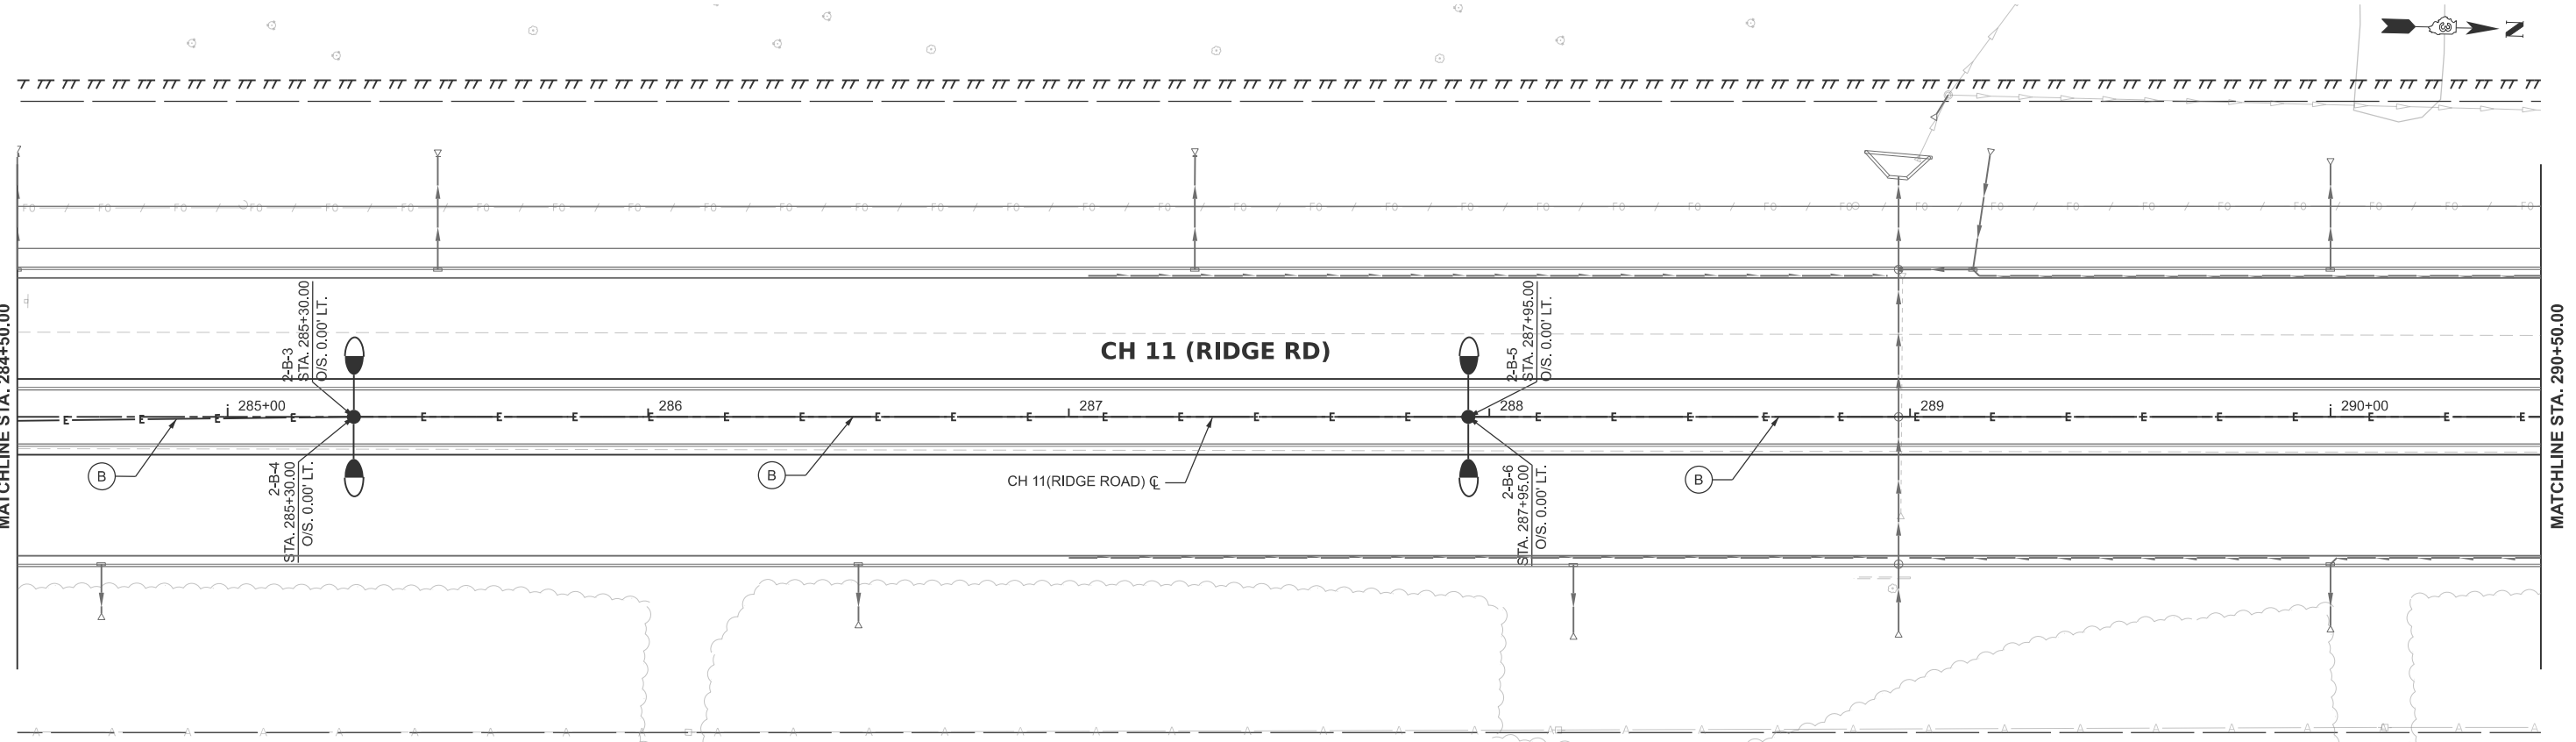 N
MATCHLINE STA. 284+50.00
2-B-3
STA. 285+30.00
O/S. 0.00' LT.
2-B-5
STA. 287+95.00
O/S. 0.00' LT.
CH 11 (RIDGE RD)
285+00
286
287
288
289
290+00
E E E E E E E E E E E E E E E E E E E E E E E E E E E E E E E E E
B
B
CH 11(RIDGE ROAD) ℄
B
2-B-4
STA. 285+30.00
O/S. 0.00' LT.
2-B-6
STA. 287+95.00
O/S. 0.00' LT.
MATCHLINE STA. 290+50.00